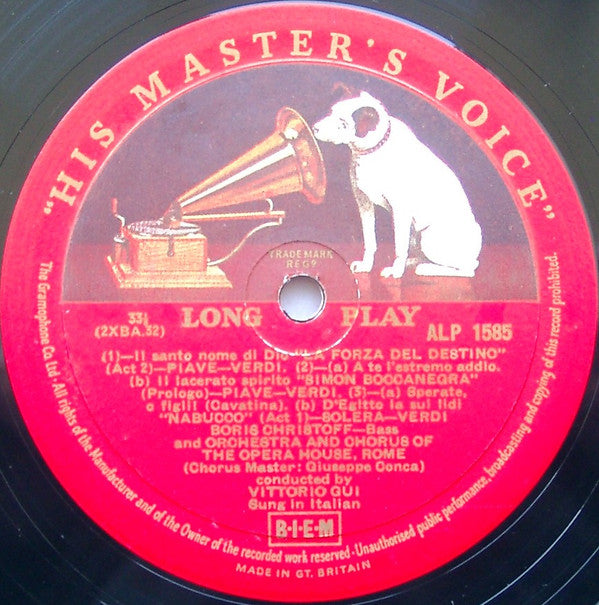 "HIS MASTER'S VOICE"
TRADE MARK
REGD
33⅓
(2XBA.32)
LONG PLAY
ALP 1585
(1)—Il santo nome di Dio "LA FORZA DEL DESTINO"
(Act 2)—PIAVE—VERDI. (2)—(a) A te l'estremo addio.
(b) Il lacerato spirito "SIMON BOCCANEGRA"
(Prologo)—PIAVE—VERDI. (3)—(a) Sperate,
o figli! (Cavatina). (b) D'Egitto la sui lidi
"NABUCCO" (Act 1)—SOLERA—VERDI
BORIS CHRISTOFF—Bass
and ORCHESTRA AND CHORUS OF
THE OPERA HOUSE, ROME
(Chorus Master: Giuseppe Conca)
conducted by
VITTORIO GUI
Sung in Italian
B·I·E·M
The Gramophone Co Ltd · All rights of the Manufacturer and of the Owner of the recorded work reserved · Unauthorised public performance, broadcasting and copying of this record prohibited.
MADE IN GT. BRITAIN